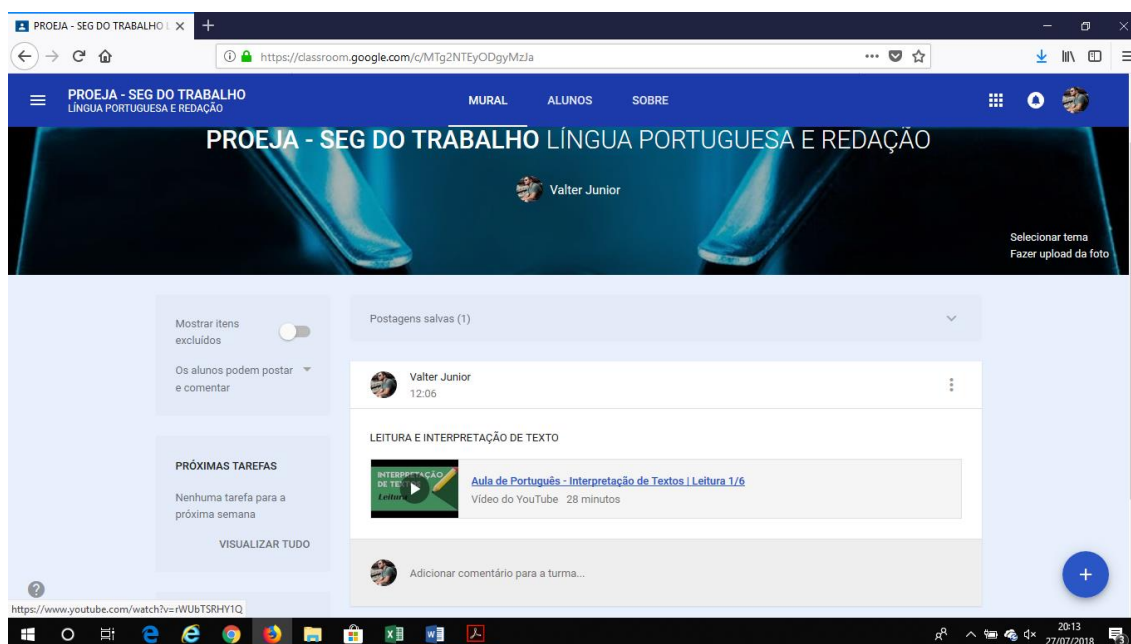 PROEJA - SEG DO TRABALHO L
https://classroom.google.com/c/MTg2NTEyODgyMzJa
PROEJA - SEG DO TRABALHO
LÍNGUA PORTUGUESA E REDAÇÃO
MURAL ALUNOS SOBRE
PROEJA - SEG DO TRABALHO LÍNGUA PORTUGUESA E REDAÇÃO
Valter Junior
Selecionar tema
Fazer upload da foto
Mostrar itens
excluídos
Os alunos podem postar
e comentar
PRÓXIMAS TAREFAS
Nenhuma tarefa para a
próxima semana
VISUALIZAR TUDO
Postagens salvas (1)
Valter Junior
12:06
LEITURA E INTERPRETAÇÃO DE TEXTO
INTERPRETAÇÃO
DE TEXTOS
Leitura
Aula de Português - Interpretação de Textos | Leitura 1/6
Vídeo do YouTube 28 minutos
Adicionar comentário para a turma...
https://www.youtube.com/watch?v=rWUbTSRHY1Q
20:13
27/07/2018